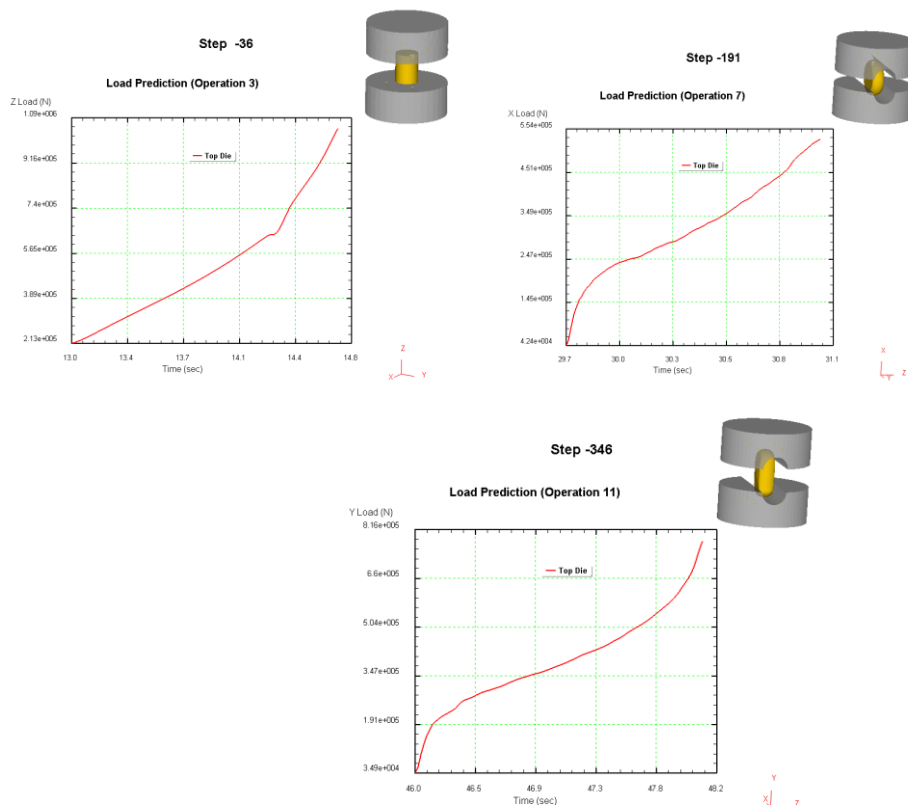 Step -36
Load Prediction (Operation 3)
Z Load (N)
1.09e+006
9.16e+005
7.4e+005
5.65e+005
3.89e+005
2.13e+005
Top Die
13.0 13.4 13.7 14.1 14.4 14.8
Time (sec)
Z
X Y
Step -191
Load Prediction (Operation 7)
X Load (N)
5.54e+005
4.51e+005
3.49e+005
2.47e+005
1.45e+005
4.24e+004
Top Die
29.7 30.0 30.3 30.5 30.8 31.1
Time (sec)
X
Y Z
Step -346
Load Prediction (Operation 11)
Y Load (N)
8.16e+005
6.6e+005
5.04e+005
3.47e+005
1.91e+005
3.49e+004
Top Die
46.0 46.5 46.9 47.3 47.8 48.2
Time (sec)
Y
X Z